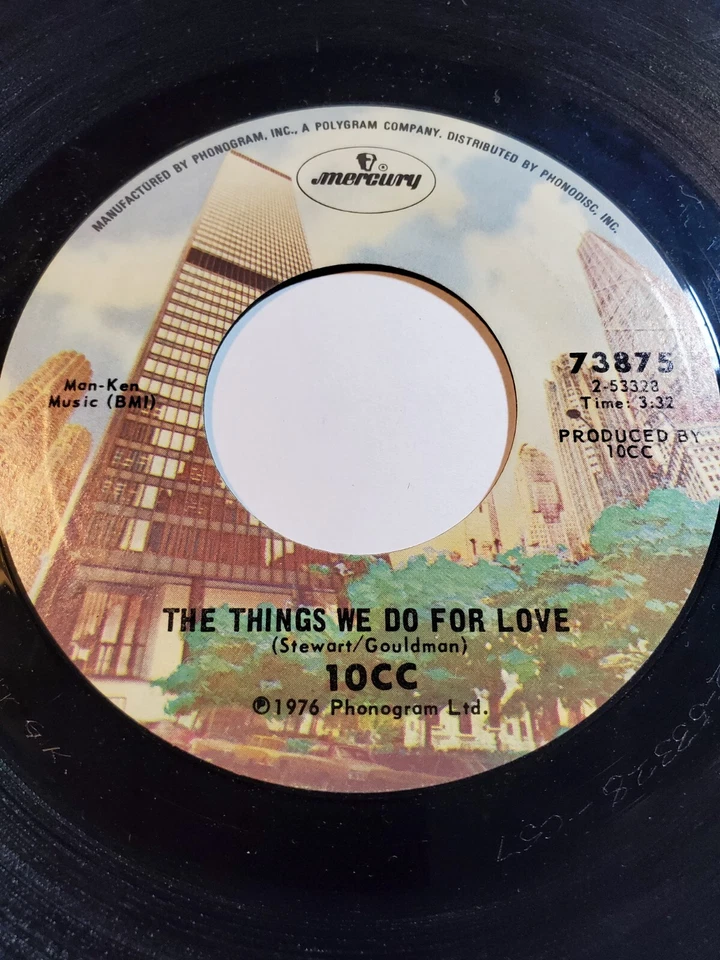 MANUFACTURED BY PHONOGRAM, INC., A POLYGRAM COMPANY. DISTRIBUTED BY PHONODISC, INC.
mercury
®
Man-Ken
Music (BMI)
73875
2-53328
Time: 3:32
PRODUCED BY
10CC
THE THINGS WE DO FOR LOVE
(Stewart/Gouldman)
10CC
℗1976 Phonogram Ltd.